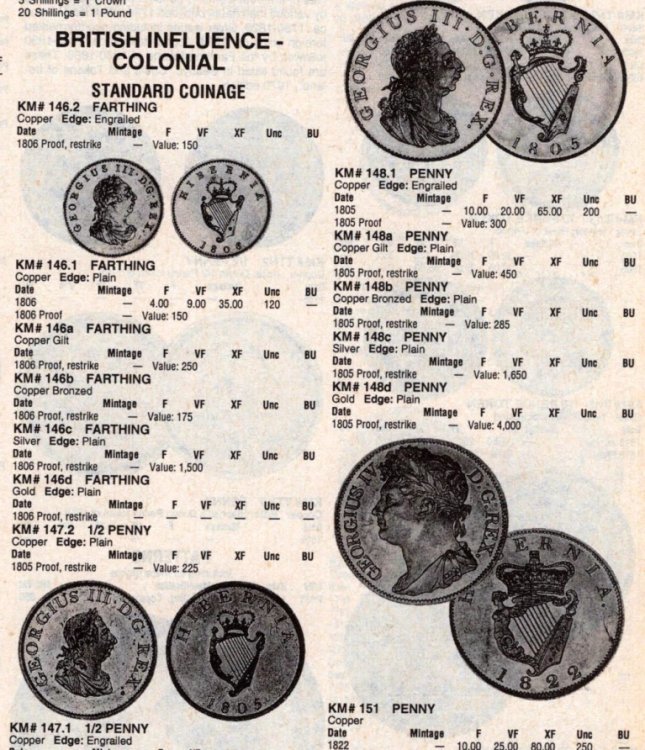 20 Shillings = 1 Pound
BRITISH INFLUENCE -
COLONIAL
STANDARD COINAGE
KM# 146.2 FARTHING
Copper Edge: Engrailed
Date Mintage F VF XF Unc BU
1806 Proof, restrike — Value: 150
GEORGIUS III·D:G·REX.
HIBERNIA
1806
KM# 146.1 FARTHING
Copper Edge: Plain
Date Mintage F VF XF Unc BU
1806 — 4.00 9.00 35.00 120 —
1806 Proof — Value: 150
KM# 146a FARTHING
Copper Gilt
Date Mintage F VF XF Unc BU
1806 Proof, restrike — Value: 250
KM# 146b FARTHING
Copper Bronzed
Date Mintage F VF XF Unc BU
1806 Proof, restrike — Value: 175
KM# 146c FARTHING
Silver Edge: Plain
Date Mintage F VF XF Unc BU
1806 Proof, restrike — Value: 1,500
KM# 146d FARTHING
Gold Edge: Plain
Date Mintage F VF XF Unc BU
1806 Proof, restrike — — — — — —
KM# 147.2 1/2 PENNY
Copper Edge: Plain
Date Mintage F VF XF Unc BU
1805 Proof, restrike — Value: 225
GEORGIUS III·D:G·REX.
HIBERNIA
1805
KM# 147.1 1/2 PENNY
Copper Edge: Engrailed
GEORGIUS III·D:G·REX.
BERNIA
1805
KM# 148.1 PENNY
Copper Edge: Engrailed
Date Mintage F VF XF Unc BU
1805 — 10.00 20.00 65.00 200 —
1805 Proof — Value: 300
KM# 148a PENNY
Copper Gilt Edge: Plain
Date Mintage F VF XF Unc BU
1805 Proof, restrike — Value: 450
KM# 148b PENNY
Copper Bronzed Edge: Plain
Date Mintage F VF XF Unc BU
1805 Proof, restrike — Value: 285
KM# 148c PENNY
Silver Edge: Plain
Date Mintage F VF XF Unc BU
1805 Proof, restrike — Value: 1,650
KM# 148d PENNY
Gold Edge: Plain
Date Mintage F VF XF Unc BU
1805 Proof, restrike — Value: 4,000
GEORGIUS IV D:G·REX
ERNIA.
1822
KM# 151 PENNY
Copper
Date Mintage F VF XF Unc BU
1822 — 10.00 25.00 80.00 250 —